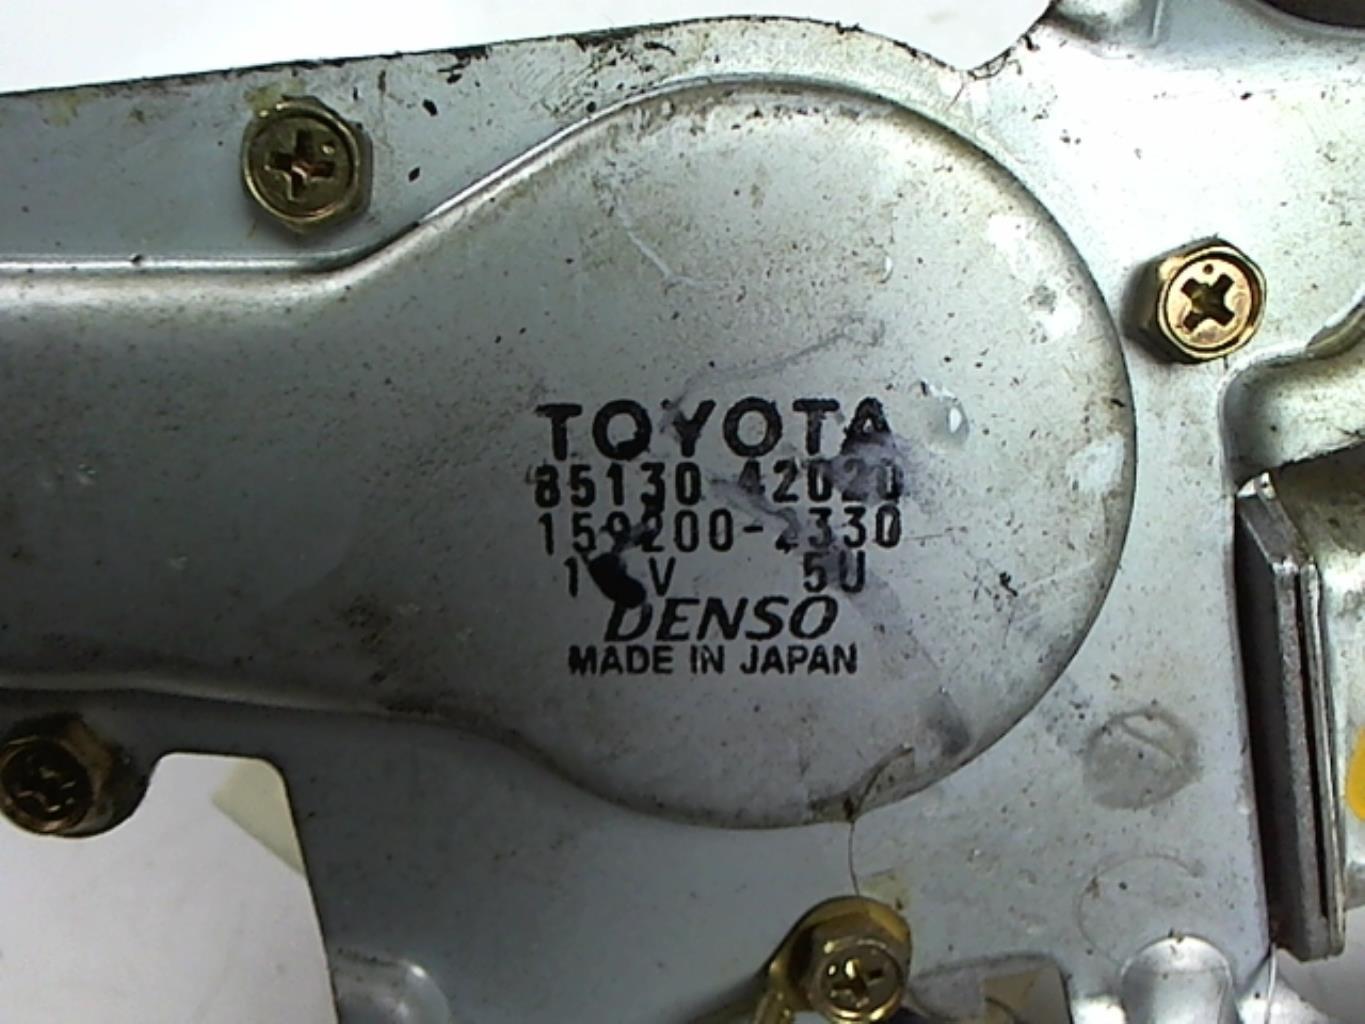 TOYOTA
85130-42020
159200-2330
V 5U
DENSO
MADE IN JAPAN